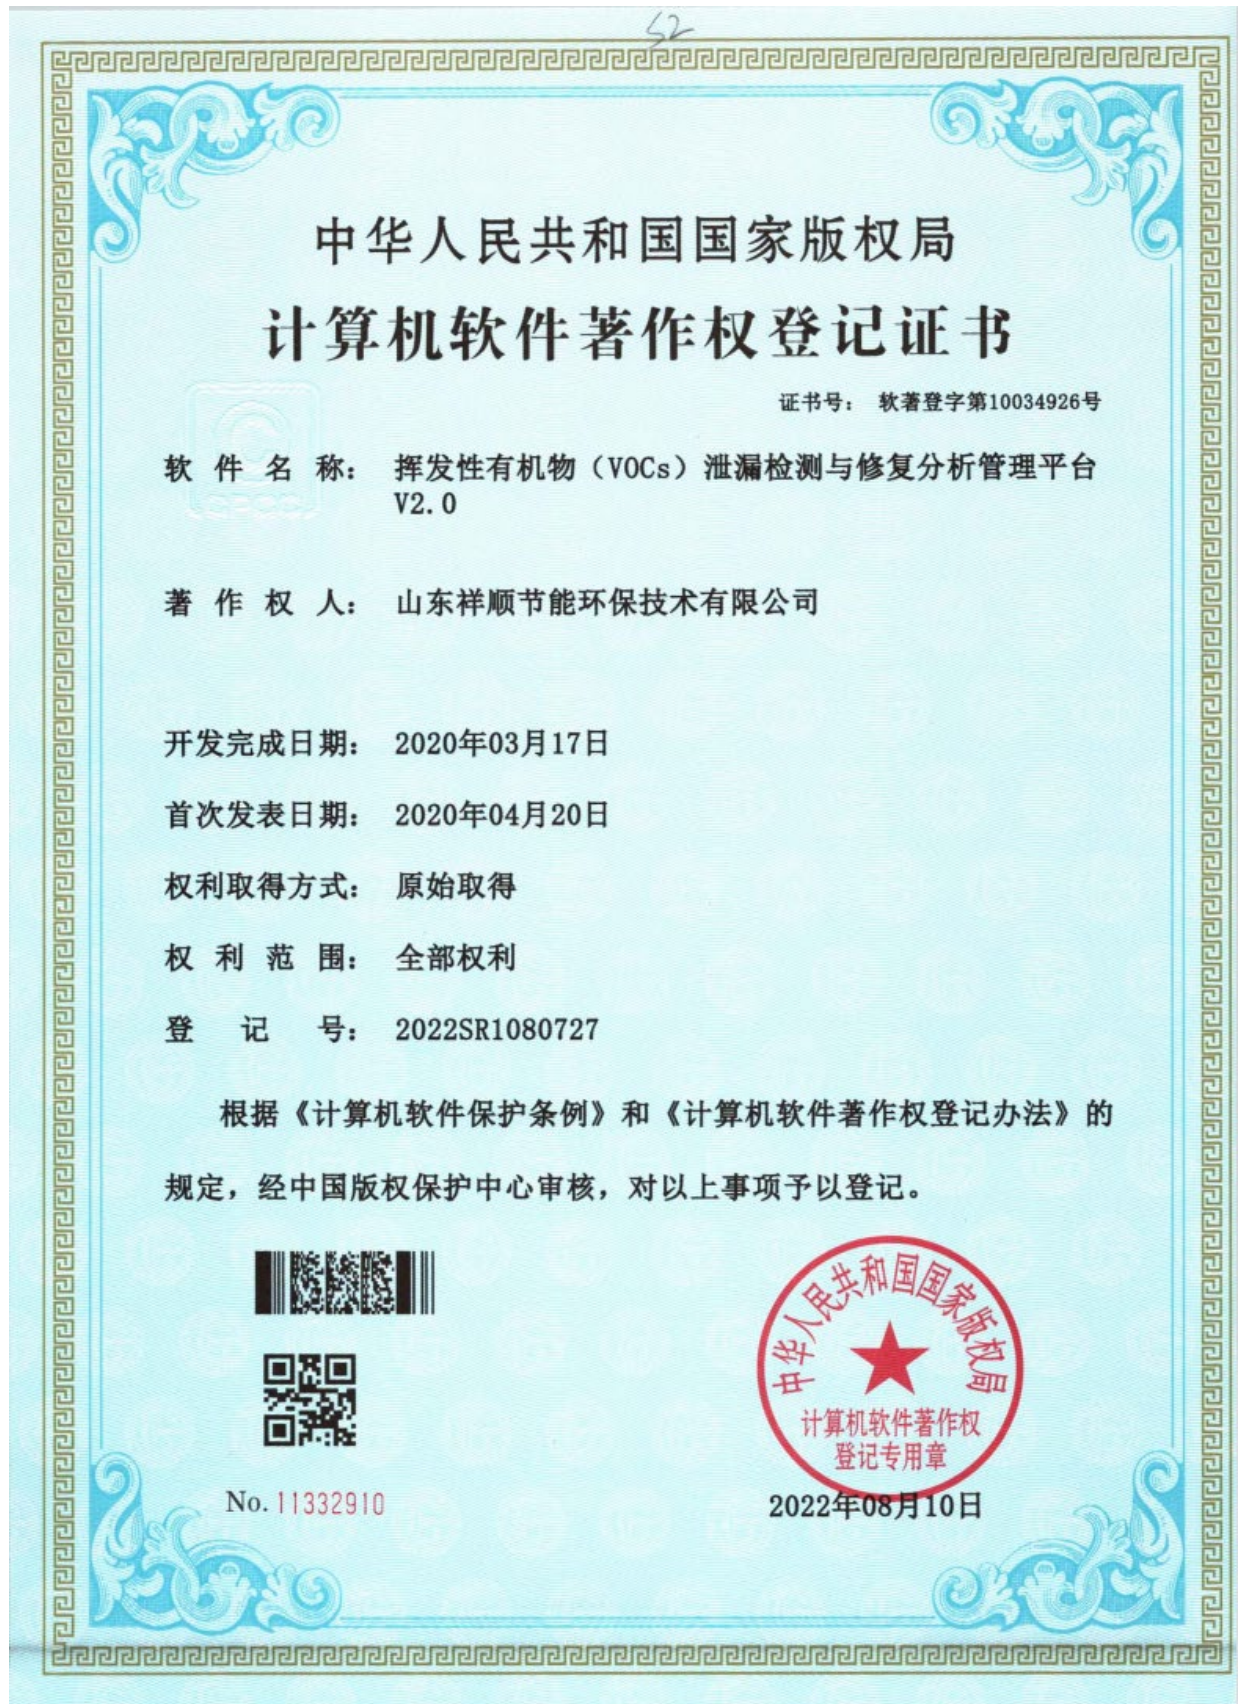 52
中华人民共和国国家版权局
计算机软件著作权登记证书
证书号： 软著登字第10034926号
软件名称： 挥发性有机物（VOCs）泄漏检测与修复分析管理平台
V2.0
著作权人： 山东祥顺节能环保技术有限公司
开发完成日期： 2020年03月17日
首次发表日期： 2020年04月20日
权利取得方式： 原始取得
权利范围： 全部权利
登记号： 2022SR1080727
根据《计算机软件保护条例》和《计算机软件著作权登记办法》的
规定，经中国版权保护中心审核，对以上事项予以登记。
中华人民共和国国家版权局
计算机软件著作权
登记专用章
No. 11332910
2022年08月10日
CPCC